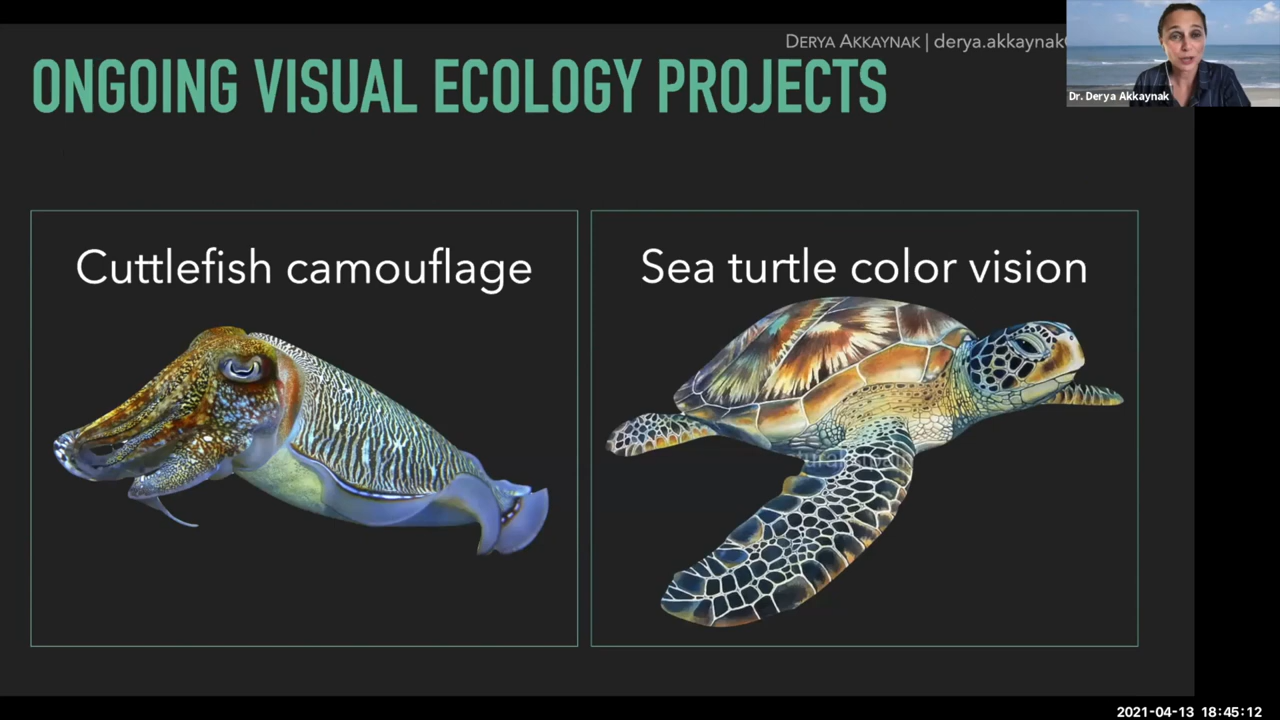 DERYA AKKAYNAK | derya.akkaynak
Dr. Derya Akkaynak
ONGOING VISUAL ECOLOGY PROJECTS
Cuttlefish camouflage
Sea turtle color vision
2021-04-13 18:45:12